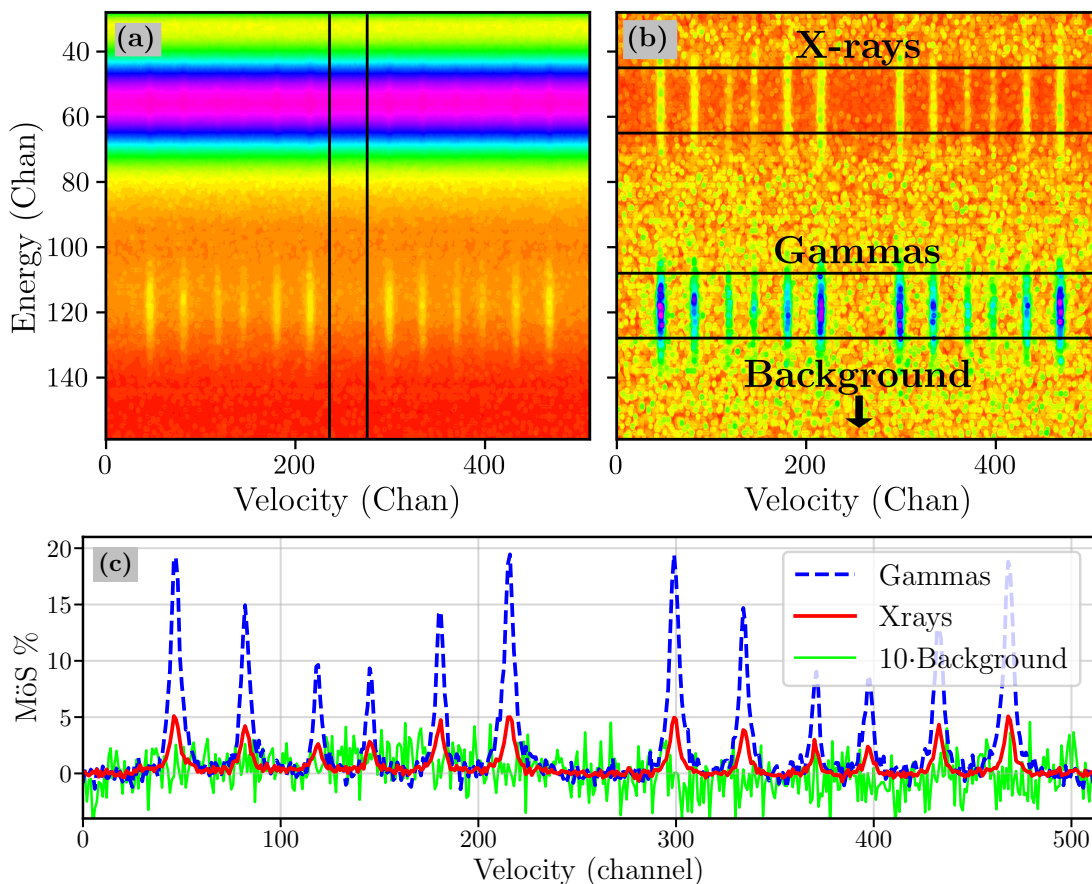 (a)
40
60
80
100
120
140
Energy (Chan)
0
200
400
Velocity (Chan)
(b)
X-rays
Gammas
Background
0
200
400
Velocity (Chan)
(c)
20
15
10
5
0
MöS %
Gammas
Xrays
10·Background
0
100
200
300
400
500
Velocity (channel)